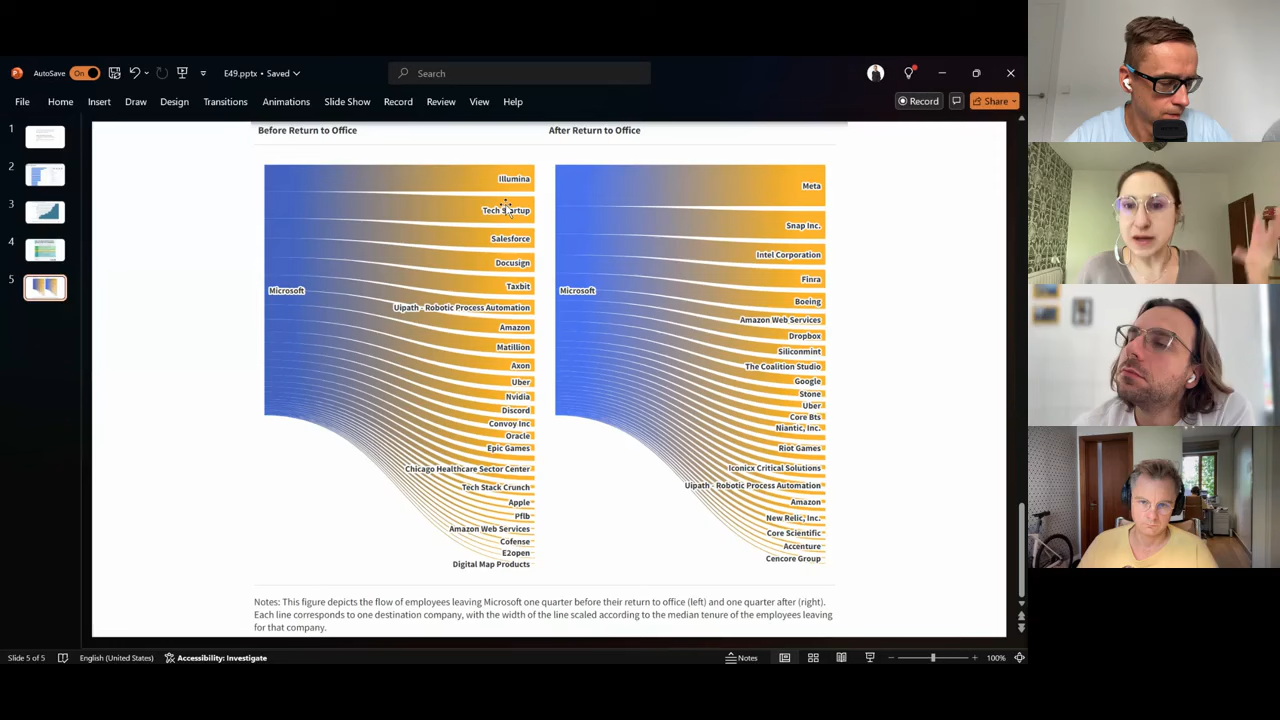 AutoSave On E49.pptx • Saved Search
File Home Insert Draw Design Transitions Animations Slide Show Record Review View Help Record Share
1
2
3
4
5
Before Return to Office After Return to Office
Microsoft
Illumina
Tech Startup
Salesforce
Docusign
Taxbit
Uipath - Robotic Process Automation
Amazon
Matillion
Axon
Uber
Nvidia
Discord
Convoy Inc
Oracle
Epic Games
Chicago Healthcare Sector Center
Tech Stack Crunch
Apple
Pflb
Amazon Web Services
Cofense
E2open
Digital Map Products
Microsoft
Meta
Snap Inc.
Intel Corporation
Finra
Boeing
Amazon Web Services
Dropbox
Siliconmint
The Coalition Studio
Google
Stone
Uber
Core Bts
Niantic, Inc.
Riot Games
Iconicx Critical Solutions
Uipath - Robotic Process Automation
Amazon
New Relic, Inc.
Core Scientific
Accenture
Cencore Group
Notes: This figure depicts the flow of employees leaving Microsoft one quarter before their return to office (left) and one quarter after (right).
Each line corresponds to one destination company, with the width of the line scaled according to the median tenure of the employees leaving
for that company.
Slide 5 of 5 English (United States) Accessibility: Investigate Notes 100%